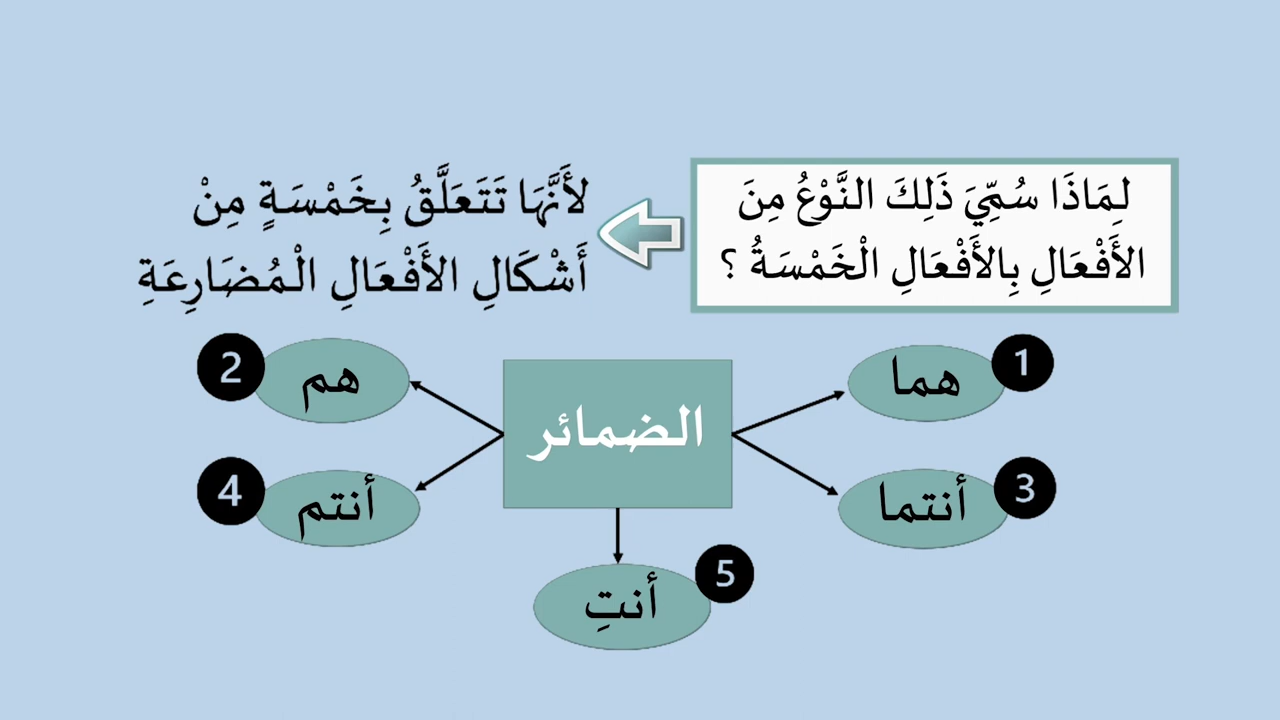 لِمَاذَا سُمِّيَ ذَلِكَ النَّوْعُ مِنَ
الأَفْعَالِ بِالأَفْعَالِ الْخَمْسَةُ ؟
لأَنَّهَا تَتَعَلَّقُ بِخَمْسَةٍ مِنْ
أَشْكَالِ الأَفْعَالِ الْمُضَارِعَةِ
الضمائر
1 هما
2 هم
3 أنتما
4 أنتم
5 أنتِ